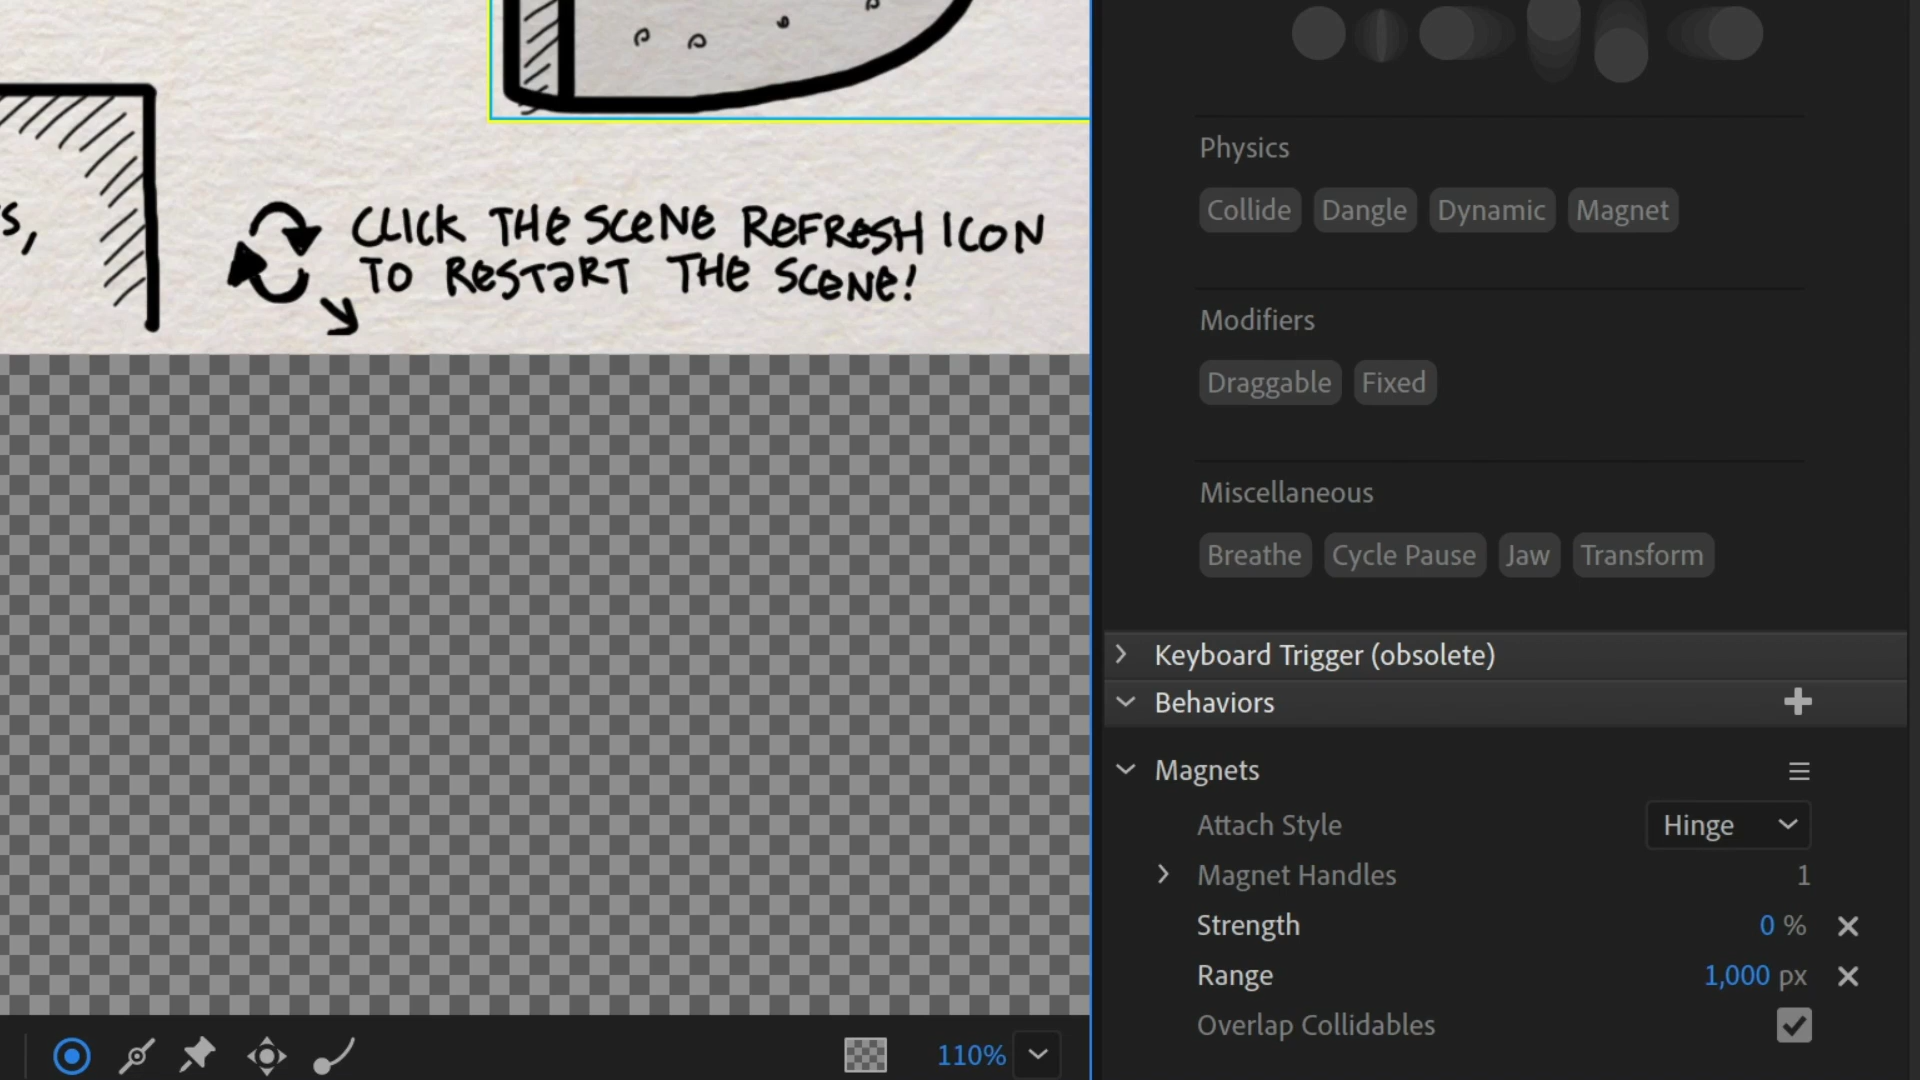 s,
CLICK THE SCENE REFRESH ICON
TO RESTART THE SCENE!
Physics
Collide Dangle Dynamic Magnet
Modifiers
Draggable Fixed
Miscellaneous
Breathe Cycle Pause Jaw Transform
Keyboard Trigger (obsolete)
Behaviors
Magnets
Attach Style Hinge
Magnet Handles 1
Strength 0 %
Range 1,000 px
Overlap Collidables
110%